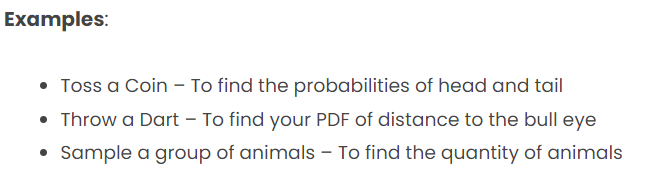 Examples:
• Toss a Coin – To find the probabilities of head and tail
• Throw a Dart – To find your PDF of distance to the bull eye
• Sample a group of animals – To find the quantity of animals